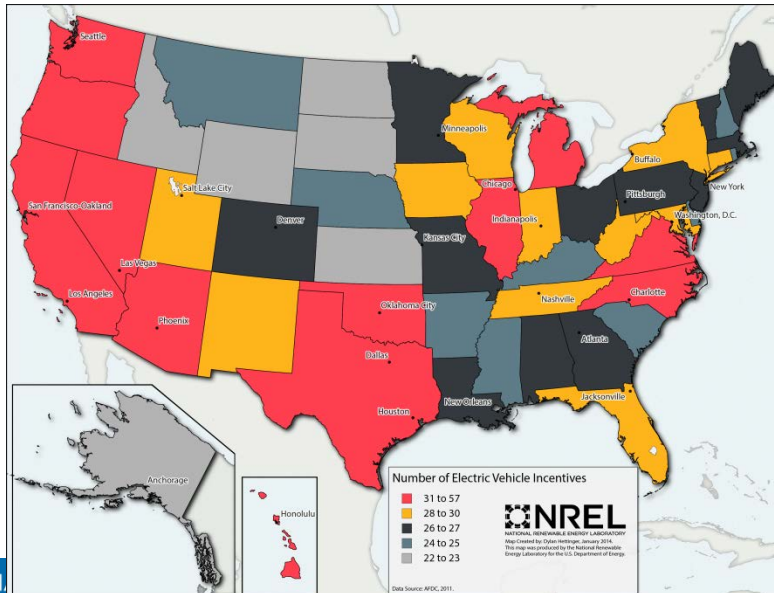 Seattle
Minneapolis
Buffalo
Salt Lake City
Chicago
New York
Pittsburgh
San Francisco-Oakland
Denver
Indianapolis
Washington, D.C.
Kansas City
Las Vegas
Nashville
Charlotte
Los Angeles
Oklahoma City
Phoenix
Atlanta
Dallas
Jacksonville
Houston
New Orleans
Anchorage
Honolulu
Number of Electric Vehicle Incentives
31 to 57
28 to 30
26 to 27
24 to 25
22 to 23
NREL
NATIONAL RENEWABLE ENERGY LABORATORY
Map Created by: Dylan Hettinger, January 2014.
This map was produced by the National Renewable
Energy Laboratory for the U.S. Department of Energy.
Data Source: AFDC, 2011.